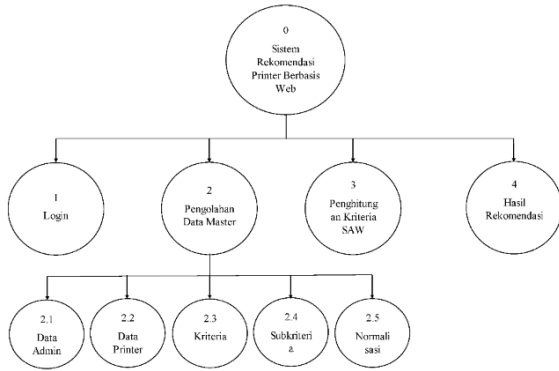 0
Sistem
Rekomendasi
Printer Berbasis
Web
1
Login
2
Pengolahan
Data Master
3
Penghitung
an Kriteria
SAW
4
Hasil
Rekomendasi
2.1
Data
Admin
2.2
Data
Printer
2.3
Kriteria
2.4
Subkriteri
a
2.5
Normali
sasi